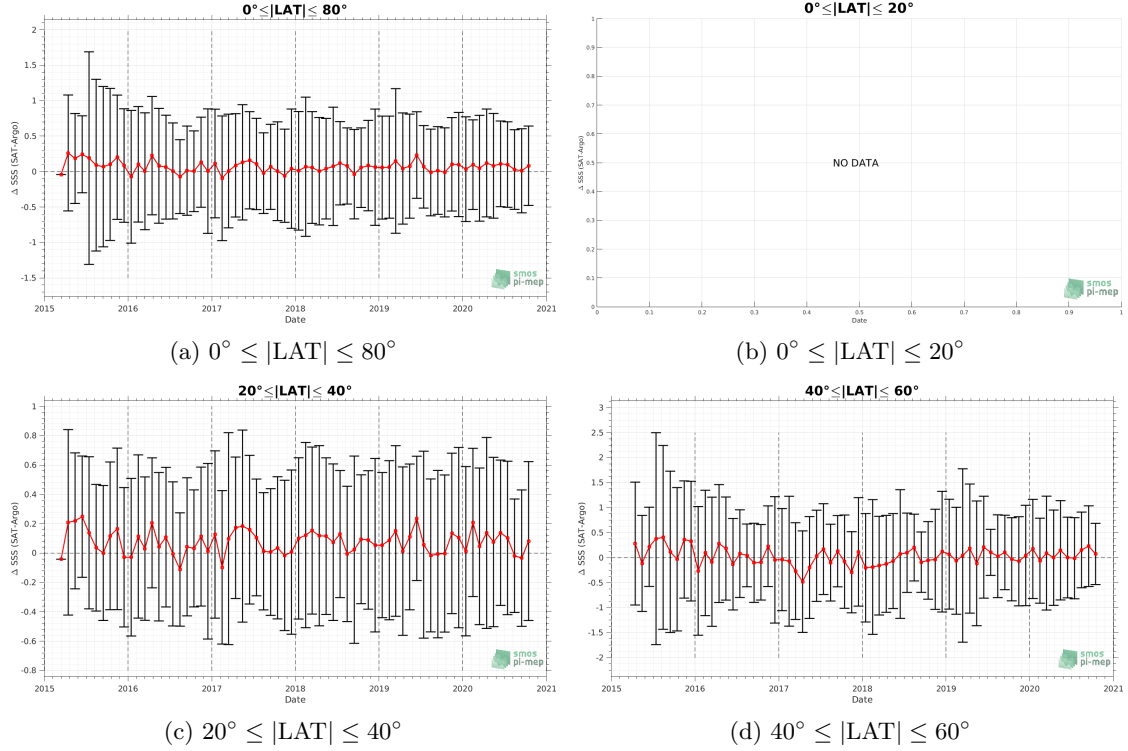 0°≤|LAT|≤ 80°
Δ SSS (SAT-Argo)
2
1.5
1
0.5
0
-0.5
-1
-1.5
2015
2016
2017
2018
2019
2020
2021
Date
smos
pi-mep
(a) 0° ≤ |LAT| ≤ 80°
0°≤|LAT|≤ 20°
Δ SSS (SAT-Argo)
1
0.9
0.8
0.7
0.6
0.5
0.4
0.3
0.2
0.1
0
NO DATA
0
0.1
0.2
0.3
0.4
0.5
0.6
0.7
0.8
0.9
1
Date
smos
pi-mep
(b) 0° ≤ |LAT| ≤ 20°
20°≤|LAT|≤ 40°
Δ SSS (SAT-Argo)
1
0.8
0.6
0.4
0.2
0
-0.2
-0.4
-0.6
-0.8
2015
2016
2017
2018
2019
2020
2021
Date
smos
pi-mep
(c) 20° ≤ |LAT| ≤ 40°
40°≤|LAT|≤ 60°
Δ SSS (SAT-Argo)
3
2.5
2
1.5
1
0.5
0
-0.5
-1
-1.5
-2
2015
2016
2017
2018
2019
2020
2021
Date
smos
pi-mep
(d) 40° ≤ |LAT| ≤ 60°